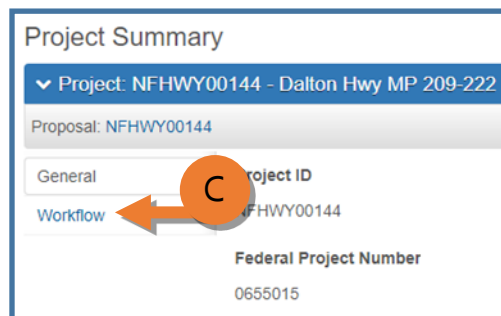 Project Summary
Project: NFHWY00144 - Dalton Hwy MP 209-222
Proposal: NFHWY00144
General
C
roject ID
Workflow
FHWY00144
Federal Project Number
0655015